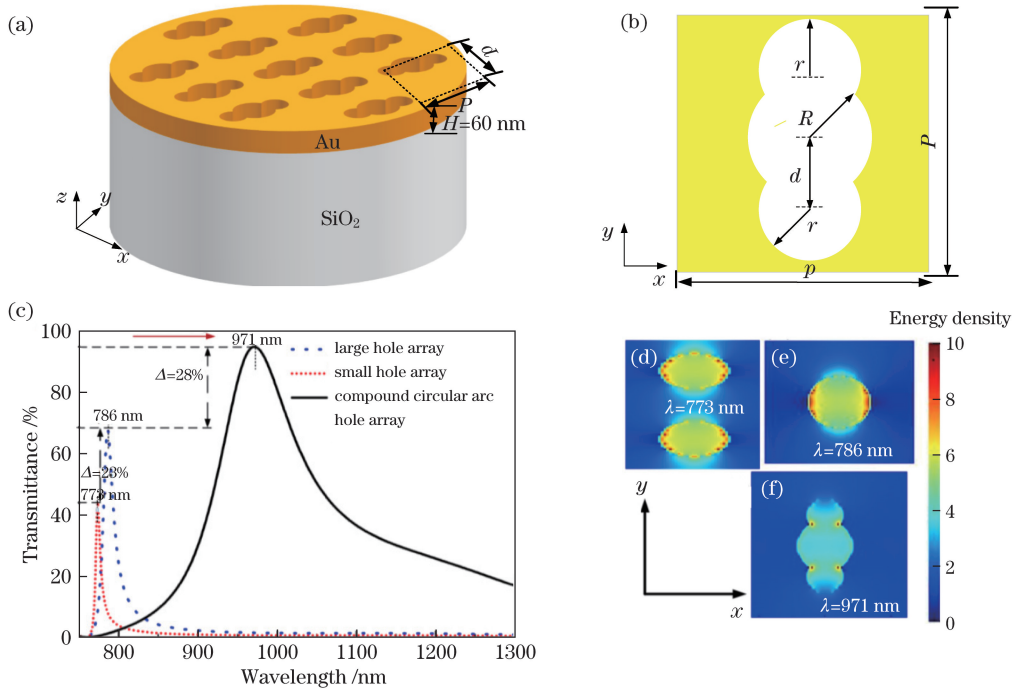 (a)
d
P
H=60 nm
Au
SiO₂
z
y
x
(b)
r
R
d
r
P
p
y
x
(c)
100
80
60
40
20
0
Transmittance /%
800
900
1000
1100
1200
1300
Wavelength /nm
971 nm
Δ=28%
786 nm
Δ=23%
773 nm
large hole array
small hole array
compound circular arc
hole array
Energy density
(d)
λ=773 nm
(e)
λ=786 nm
(f)
λ=971 nm
y
x
10
8
6
4
2
0